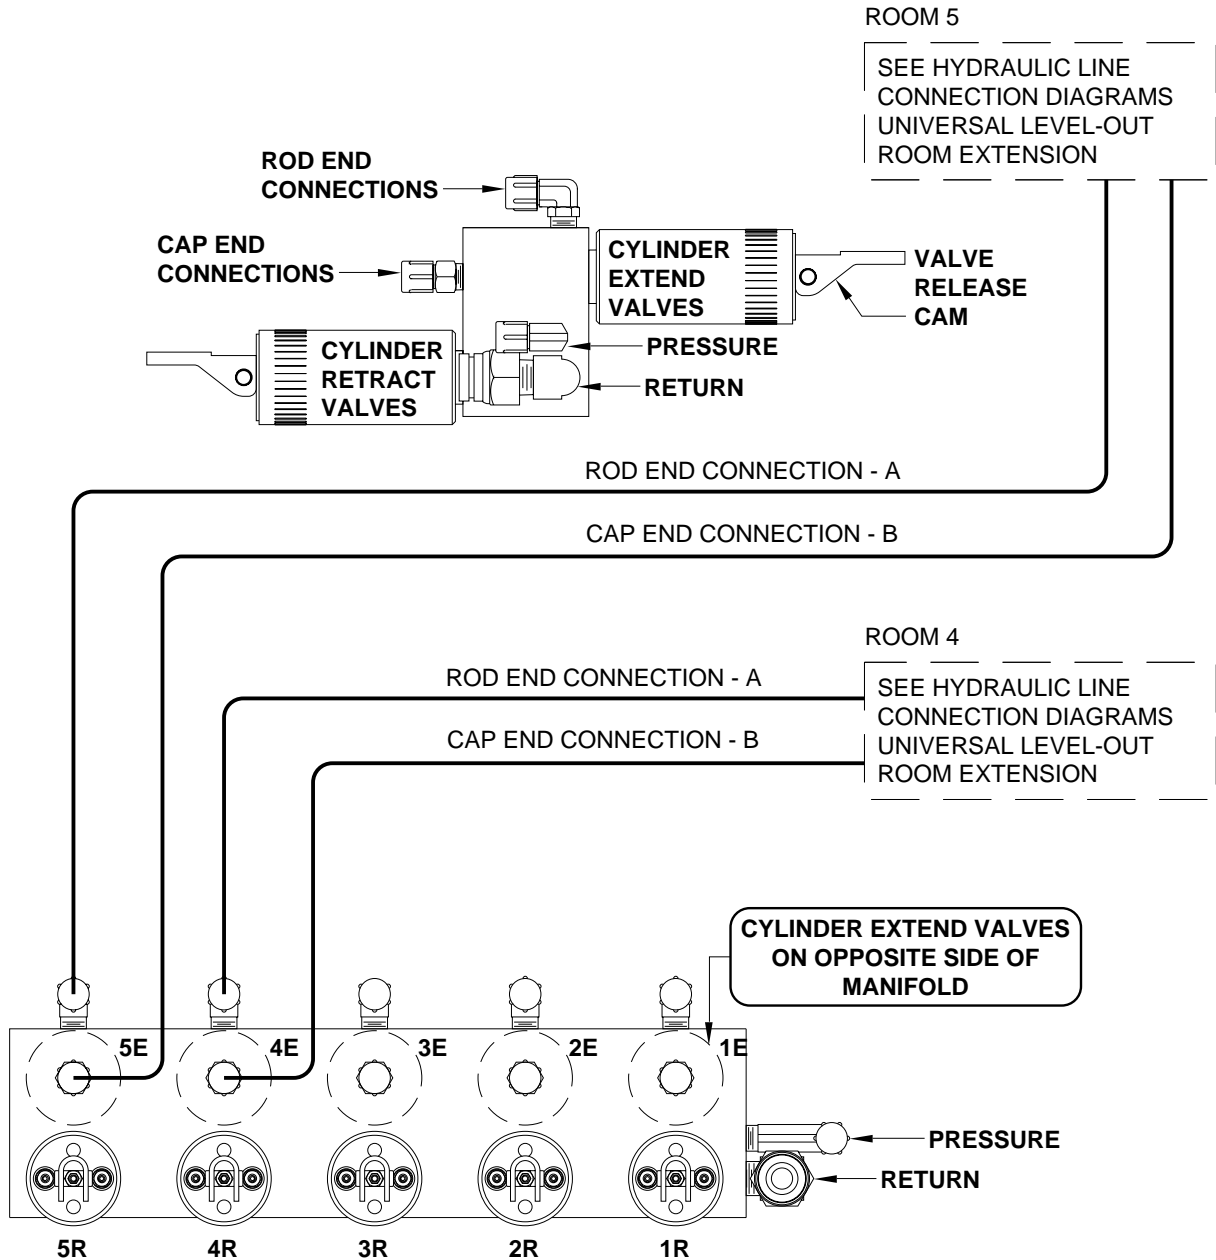 ROOM 5
SEE HYDRAULIC LINE
CONNECTION DIAGRAMS
UNIVERSAL LEVEL-OUT
ROOM EXTENSION
ROD END
CONNECTIONS
CAP END
CONNECTIONS
CYLINDER
EXTEND
VALVES
VALVE
RELEASE
CAM
PRESSURE
CYLINDER
RETRACT
VALVES
RETURN
ROD END CONNECTION - A
CAP END CONNECTION - B
ROOM 4
ROD END CONNECTION - A
CAP END CONNECTION - B
SEE HYDRAULIC LINE
CONNECTION DIAGRAMS
UNIVERSAL LEVEL-OUT
ROOM EXTENSION
CYLINDER EXTEND VALVES
ON OPPOSITE SIDE OF
MANIFOLD
5E
4E
3E
2E
1E
PRESSURE
RETURN
5R
4R
3R
2R
1R